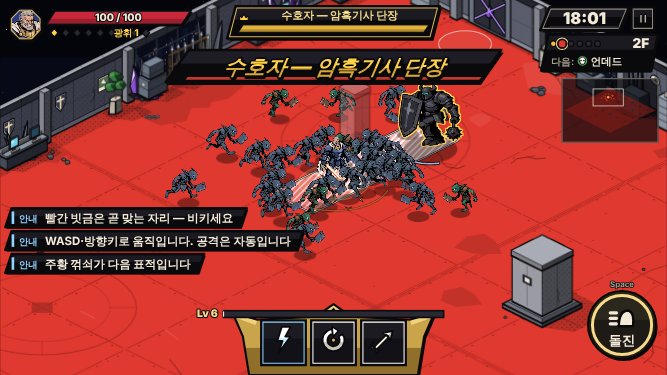 100 / 100
광휘 1
수호자 — 암흑기사 단장
18:01
2F
다음: 언데드
수호자 — 암흑기사 단장
안내 빨간 빗금은 곧 맞는 자리 — 비키세요
안내 WASD·방향키로 움직입니다. 공격은 자동입니다
안내 주황 꺾쇠가 다음 표적입니다
Lv 6
Space
돌진